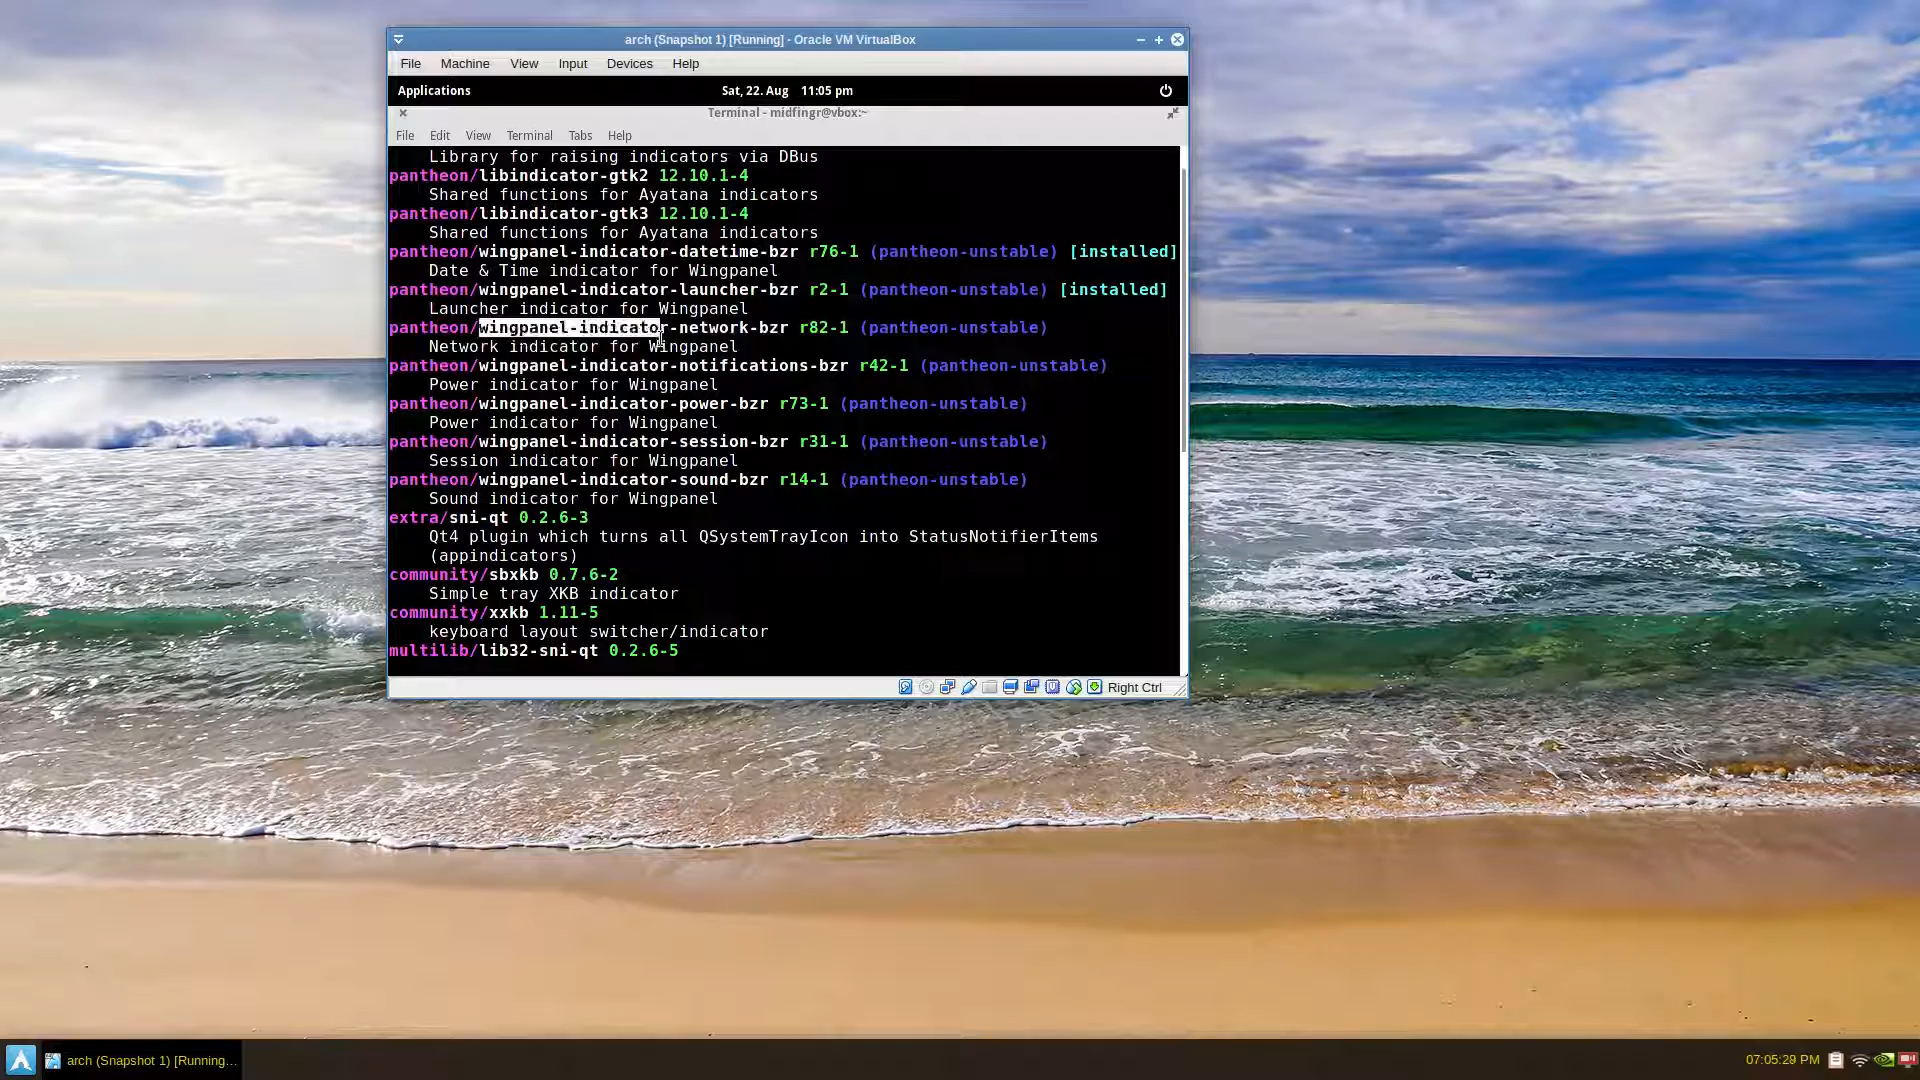 arch (Snapshot 1) [Running] - Oracle VM VirtualBox
File Machine View Input Devices Help
Applications Sat, 22. Aug 11:05 pm
Terminal - midfingr@vbox:~
File Edit View Terminal Tabs Help
Library for raising indicators via DBus
pantheon/libindicator-gtk2 12.10.1-4
Shared functions for Ayatana indicators
pantheon/libindicator-gtk3 12.10.1-4
Shared functions for Ayatana indicators
pantheon/wingpanel-indicator-datetime-bzr r76-1 (pantheon-unstable) [installed]
Date & Time indicator for Wingpanel
pantheon/wingpanel-indicator-launcher-bzr r2-1 (pantheon-unstable) [installed]
Launcher indicator for Wingpanel
pantheon/wingpanel-indicator-network-bzr r82-1 (pantheon-unstable)
Network indicator for Wingpanel
pantheon/wingpanel-indicator-notifications-bzr r42-1 (pantheon-unstable)
Power indicator for Wingpanel
pantheon/wingpanel-indicator-power-bzr r73-1 (pantheon-unstable)
Power indicator for Wingpanel
pantheon/wingpanel-indicator-session-bzr r31-1 (pantheon-unstable)
Session indicator for Wingpanel
pantheon/wingpanel-indicator-sound-bzr r14-1 (pantheon-unstable)
Sound indicator for Wingpanel
extra/sni-qt 0.2.6-3
Qt4 plugin which turns all QSystemTrayIcon into StatusNotifierItems
(appindicators)
community/sbxkb 0.7.6-2
Simple tray XKB indicator
community/xxkb 1.11-5
keyboard layout switcher/indicator
multilib/lib32-sni-qt 0.2.6-5
Right Ctrl
arch (Snapshot 1) [Running...
07:05:29 PM